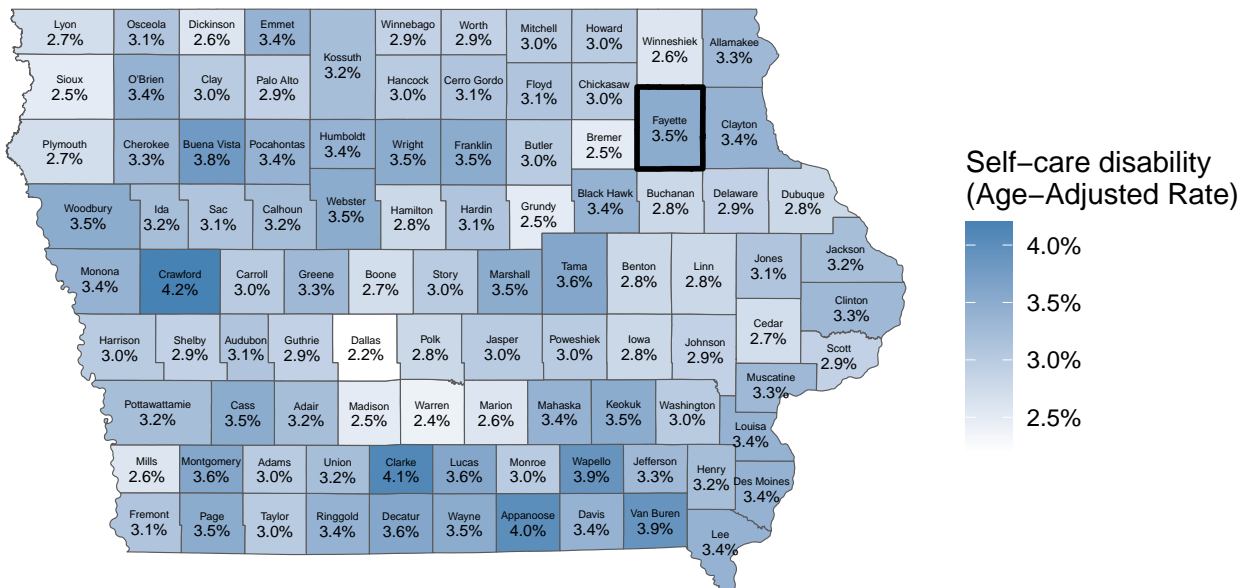 Lyon
2.7%
Osceola
3.1%
Dickinson
2.6%
Emmet
3.4%
Kossuth
3.2%
Winnebago
2.9%
Worth
2.9%
Mitchell
3.0%
Howard
3.0%
Winneshiek
2.6%
Allamakee
3.3%
Sioux
2.5%
O'Brien
3.4%
Clay
3.0%
Palo Alto
2.9%
Hancock
3.0%
Cerro Gordo
3.1%
Floyd
3.1%
Chickasaw
3.0%
Fayette
3.5%
Clayton
3.4%
Plymouth
2.7%
Cherokee
3.3%
Buena Vista
3.8%
Pocahontas
3.4%
Humboldt
3.4%
Wright
3.5%
Franklin
3.5%
Butler
3.0%
Bremer
2.5%
Woodbury
3.5%
Ida
3.2%
Sac
3.1%
Calhoun
3.2%
Webster
3.5%
Hamilton
2.8%
Hardin
3.1%
Grundy
2.5%
Black Hawk
3.4%
Buchanan
2.8%
Delaware
2.9%
Dubuque
2.8%
Monona
3.4%
Crawford
4.2%
Carroll
3.0%
Greene
3.3%
Boone
2.7%
Story
3.0%
Marshall
3.5%
Tama
3.6%
Benton
2.8%
Linn
2.8%
Jones
3.1%
Jackson
3.2%
Clinton
3.3%
Harrison
3.0%
Shelby
2.9%
Audubon
3.1%
Guthrie
2.9%
Dallas
2.2%
Polk
2.8%
Jasper
3.0%
Poweshiek
3.0%
Iowa
2.8%
Johnson
2.9%
Cedar
2.7%
Scott
2.9%
Muscatine
3.3%
Pottawattamie
3.2%
Cass
3.5%
Adair
3.2%
Madison
2.5%
Warren
2.4%
Marion
2.6%
Mahaska
3.4%
Keokuk
3.5%
Washington
3.0%
Louisa
3.4%
Mills
2.6%
Montgomery
3.6%
Adams
3.0%
Union
3.2%
Clarke
4.1%
Lucas
3.6%
Monroe
3.0%
Wapello
3.9%
Jefferson
3.3%
Henry
3.2%
Des Moines
3.4%
Fremont
3.1%
Page
3.5%
Taylor
3.0%
Ringgold
3.4%
Decatur
3.6%
Wayne
3.5%
Appanoose
4.0%
Davis
3.4%
Van Buren
3.9%
Lee
3.4%
Self−care disability
(Age−Adjusted Rate)
4.0%
3.5%
3.0%
2.5%